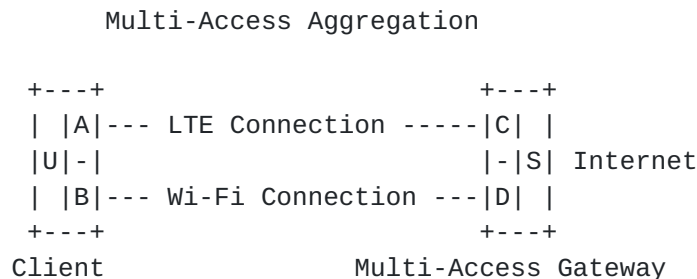 Multi-Access Aggregation
+---+                         +---+
| |A|--- LTE Connection -----|C| |
|U|-|                         |-|S| Internet
| |B|--- Wi-Fi Connection ---|D| |
+---+                         +---+
Client                Multi-Access Gateway